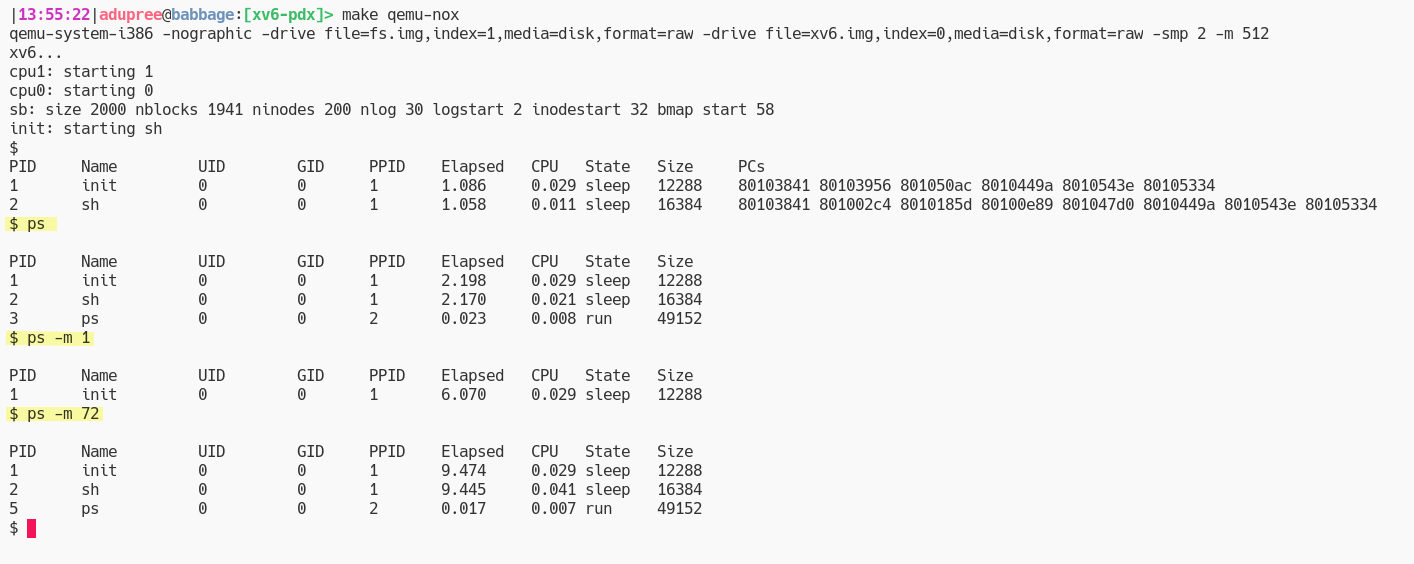 |13:55:22|adupree@babbage:[xv6-pdx]> make qemu-nox
qemu-system-i386 -nographic -drive file=fs.img,index=1,media=disk,format=raw -drive file=xv6.img,index=0,media=disk,format=raw -smp 2 -m 512
xv6...
cpu1: starting 1
cpu0: starting 0
sb: size 2000 nblocks 1941 ninodes 200 nlog 30 logstart 2 inodestart 32 bmap start 58
init: starting sh
$
PID     Name         UID        GID     PPID    Elapsed   CPU   State   Size     PCs
1       init         0          0       1       1.086     0.029 sleep   12288    80103841 80103956 801050ac 8010449a 8010543e 80105334
2       sh           0          0       1       1.058     0.011 sleep   16384    80103841 801002c4 8010185d 80100e89 801047d0 8010449a 8010543e 80105334
$ ps
PID     Name         UID        GID     PPID    Elapsed   CPU   State   Size
1       init         0          0       1       2.198     0.029 sleep   12288
2       sh           0          0       1       2.170     0.021 sleep   16384
3       ps           0          0       2       0.023     0.008 run     49152
$ ps -m 1
PID     Name         UID        GID     PPID    Elapsed   CPU   State   Size
1       init         0          0       1       6.070     0.029 sleep   12288
$ ps -m 72
PID     Name         UID        GID     PPID    Elapsed   CPU   State   Size
1       init         0          0       1       9.474     0.029 sleep   12288
2       sh           0          0       1       9.445     0.041 sleep   16384
5       ps           0          0       2       0.017     0.007 run     49152
$